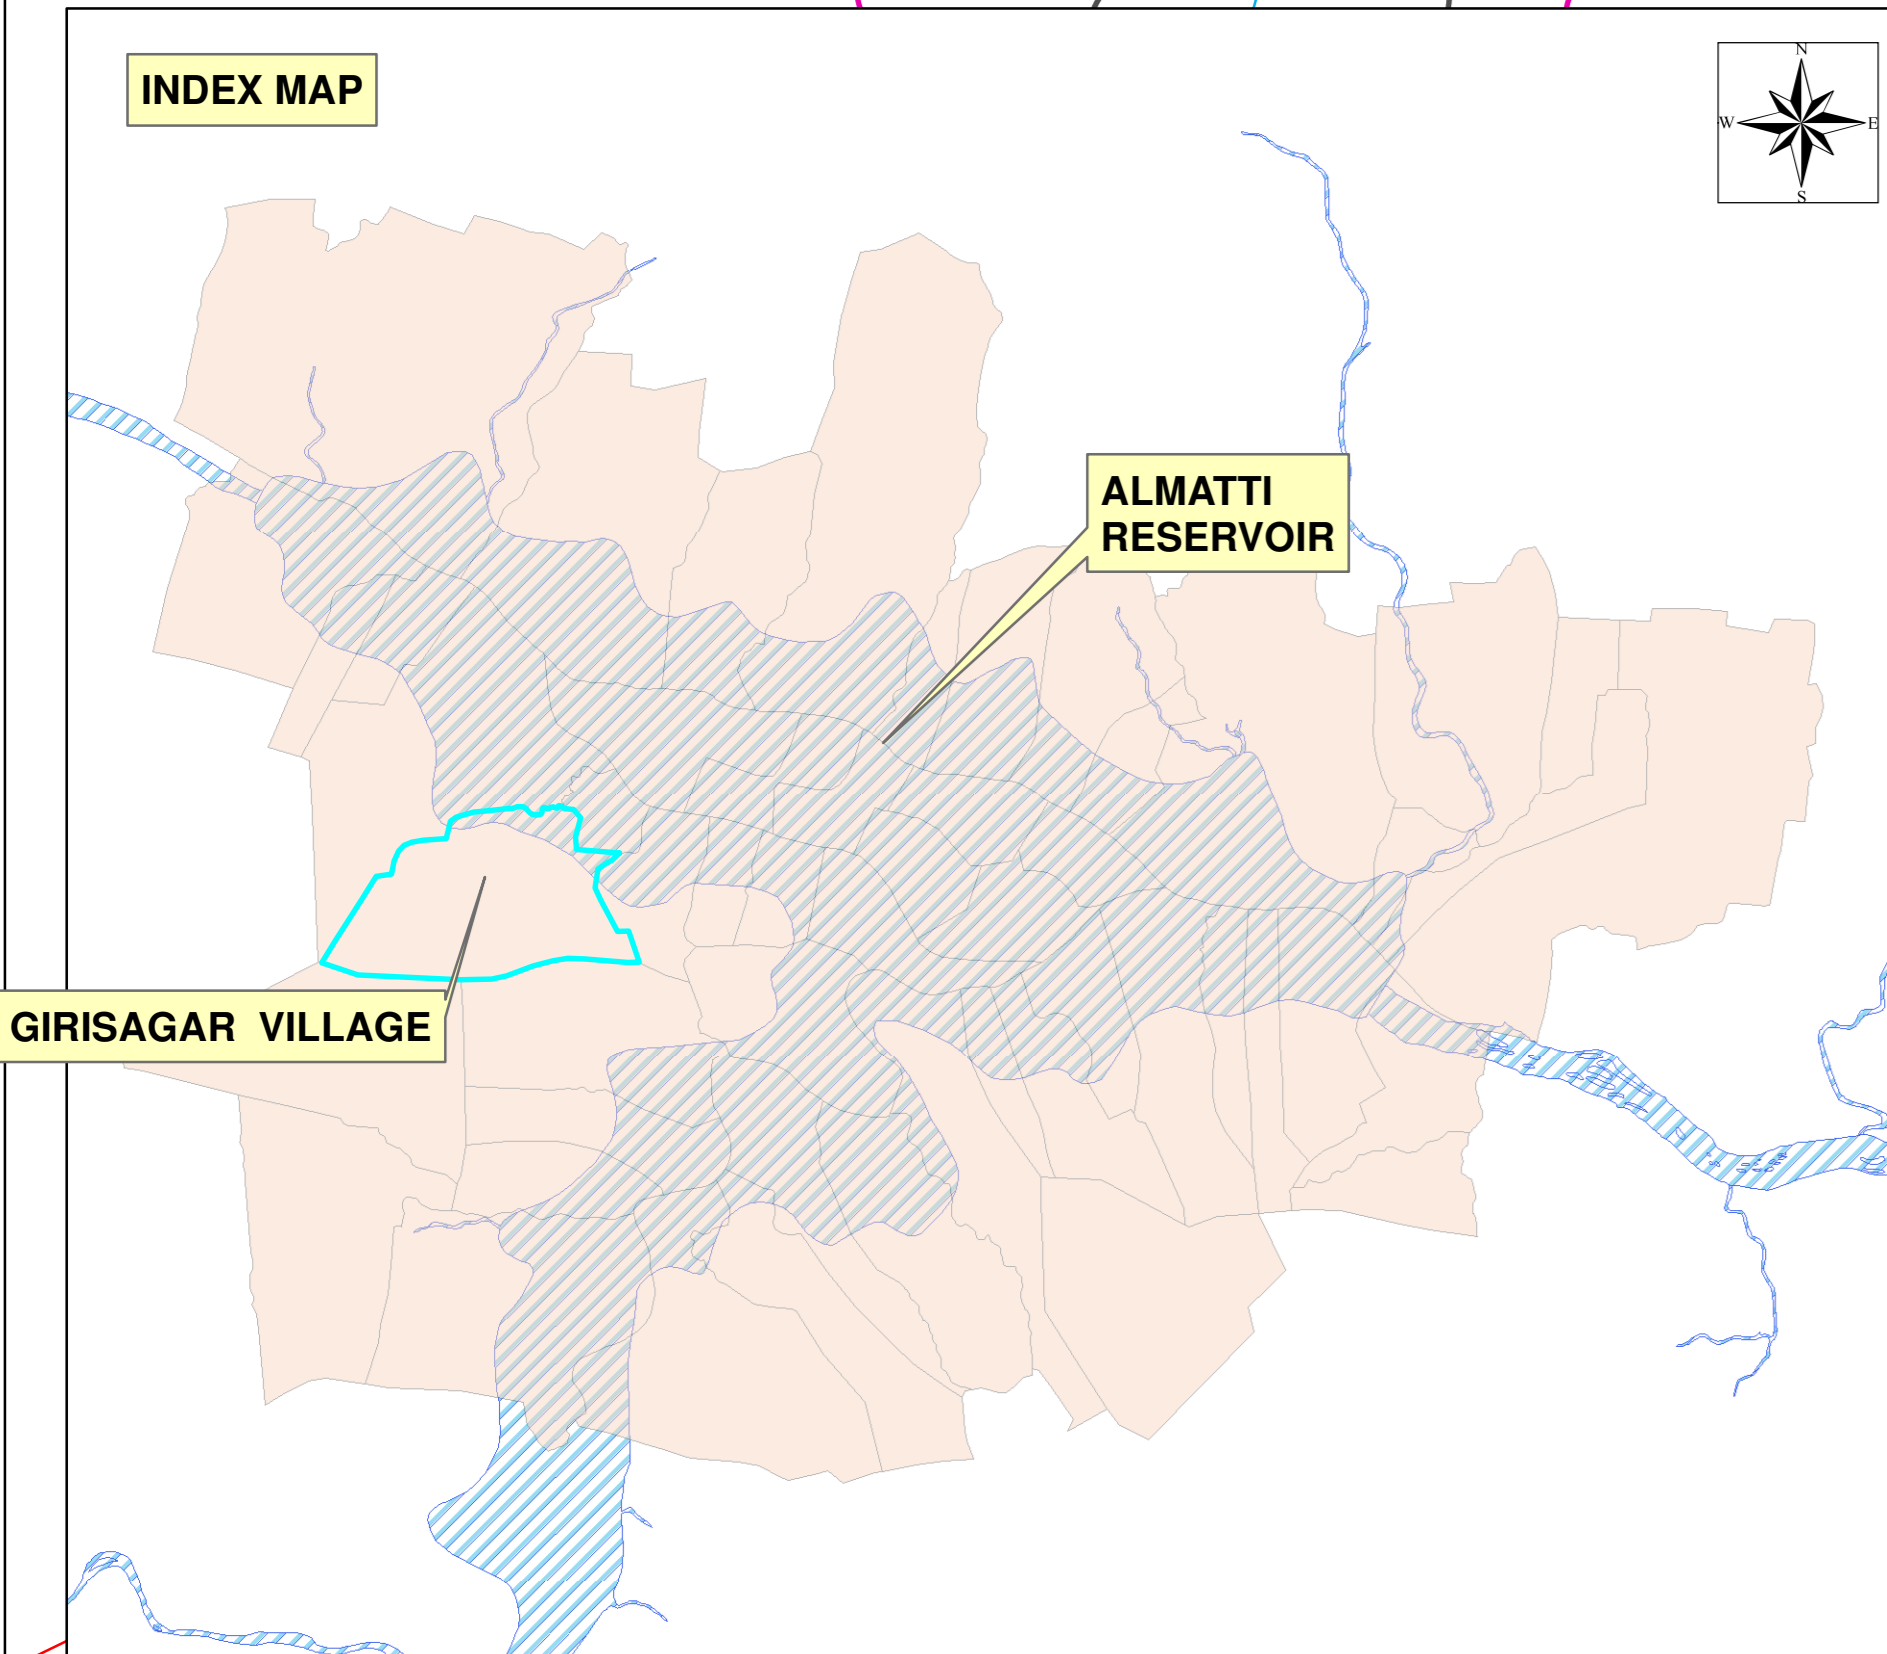 INDEX MAP
N
W
E
S
ALMATTI
RESERVOIR
GIRISAGAR  VILLAGE